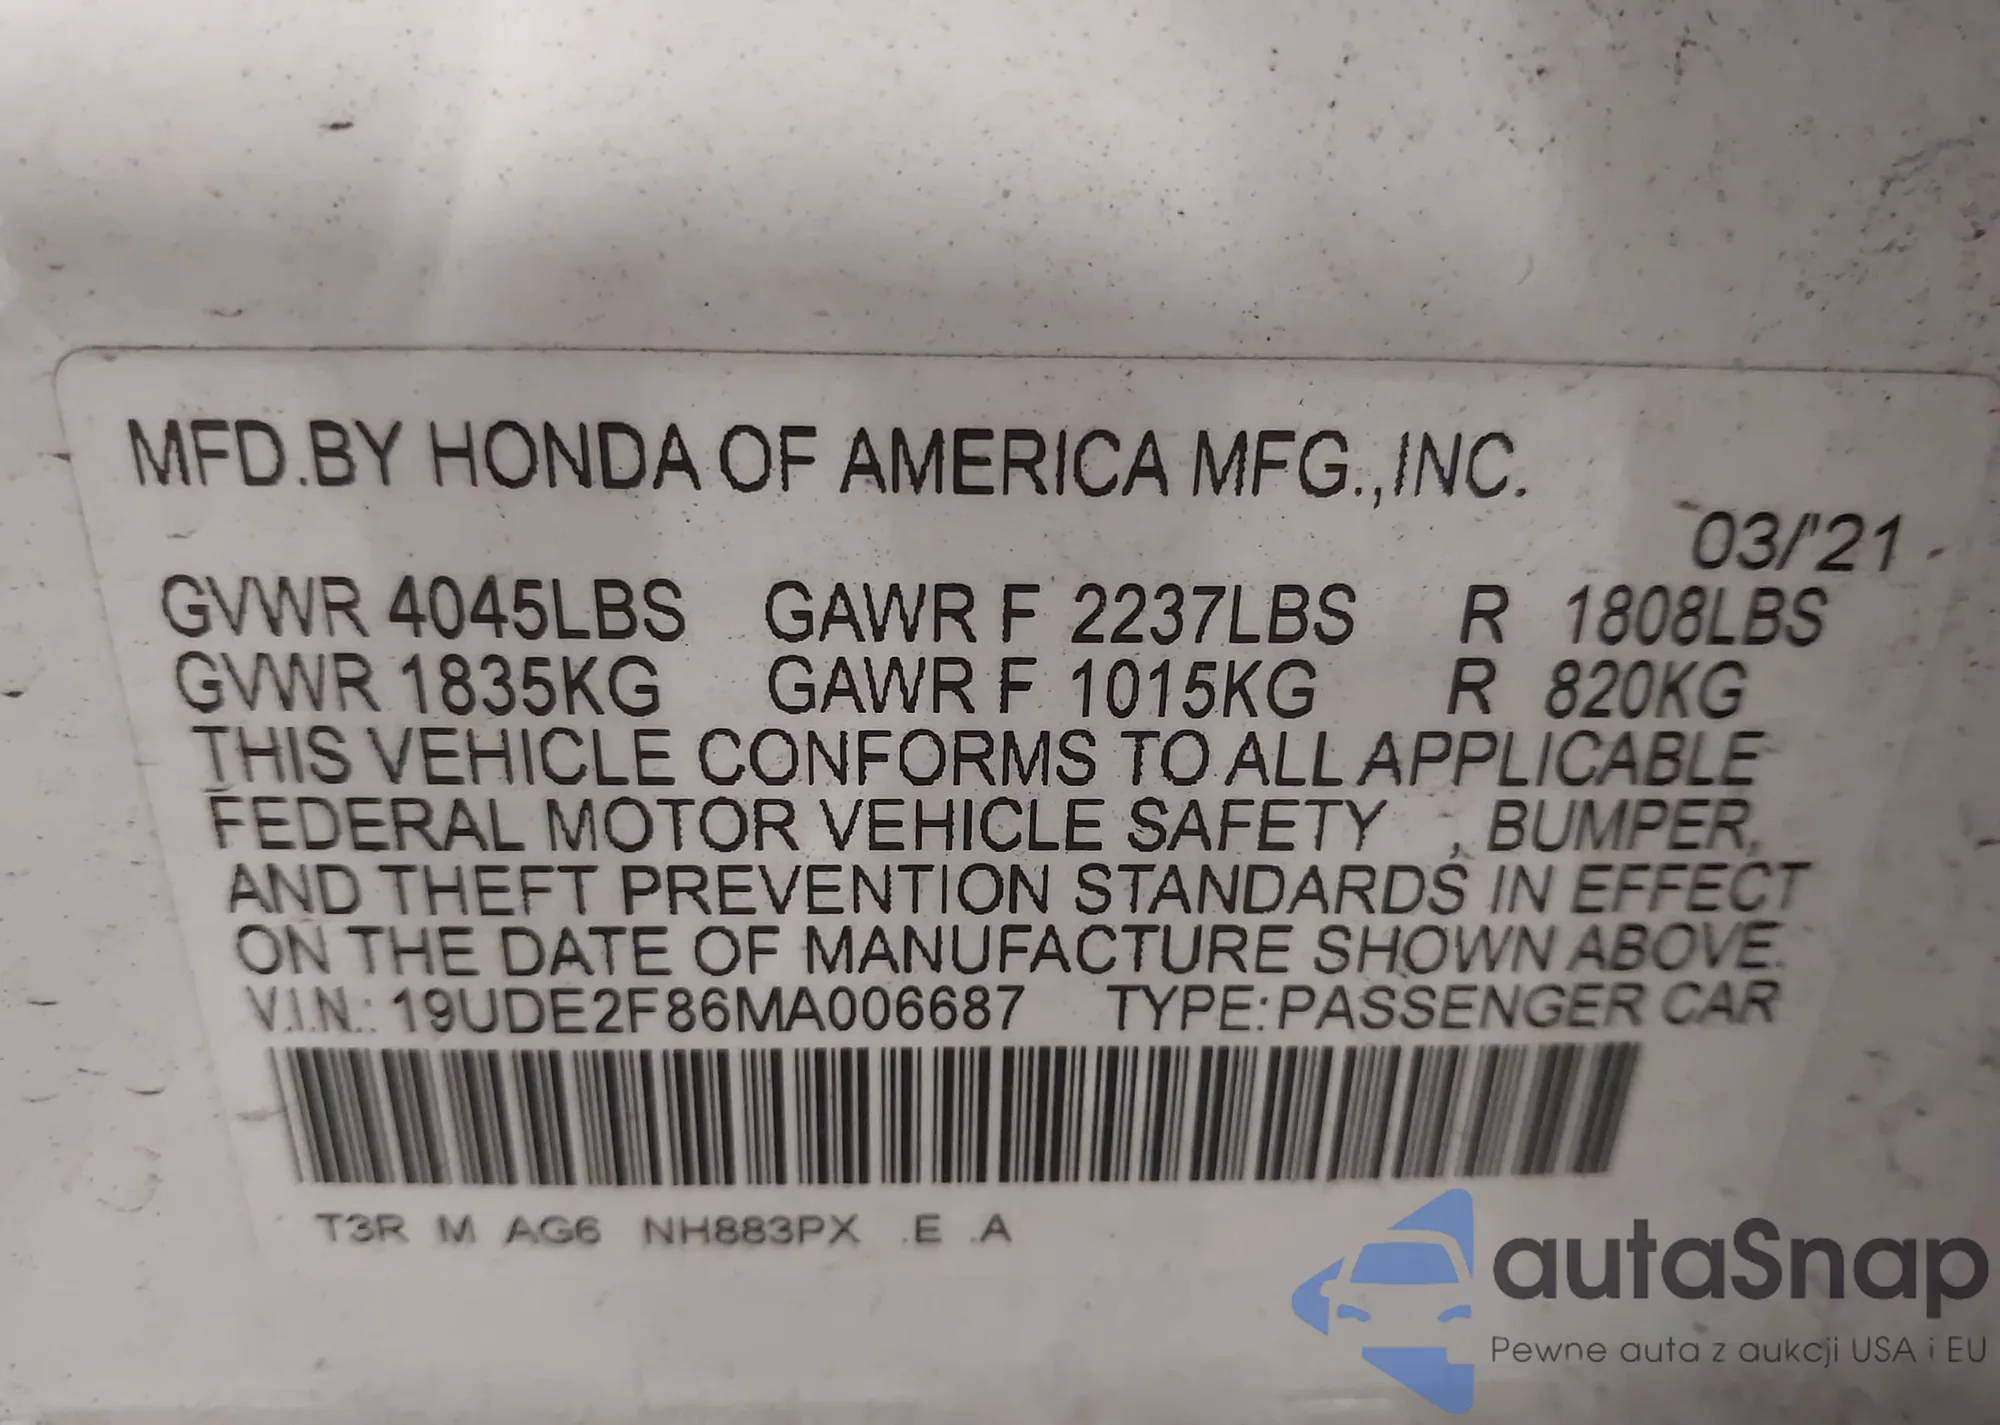 MFD.BY HONDA OF AMERICA MFG.,INC.
03/'21
GVWR 4045LBS GAWR F 2237LBS R 1808LBS
GVWR 1835KG GAWR F 1015KG R 820KG
THIS VEHICLE CONFORMS TO ALL APPLICABLE
FEDERAL MOTOR VEHICLE SAFETY , BUMPER,
AND THEFT PREVENTION STANDARDS IN EFFECT
ON THE DATE OF MANUFACTURE SHOWN ABOVE.
V.I.N.: 19UDE2F86MA006687 TYPE: PASSENGER CAR
T3R M AG6 NH883PX .E .A
autaSnap
Pewne auta z aukcji USA i EU